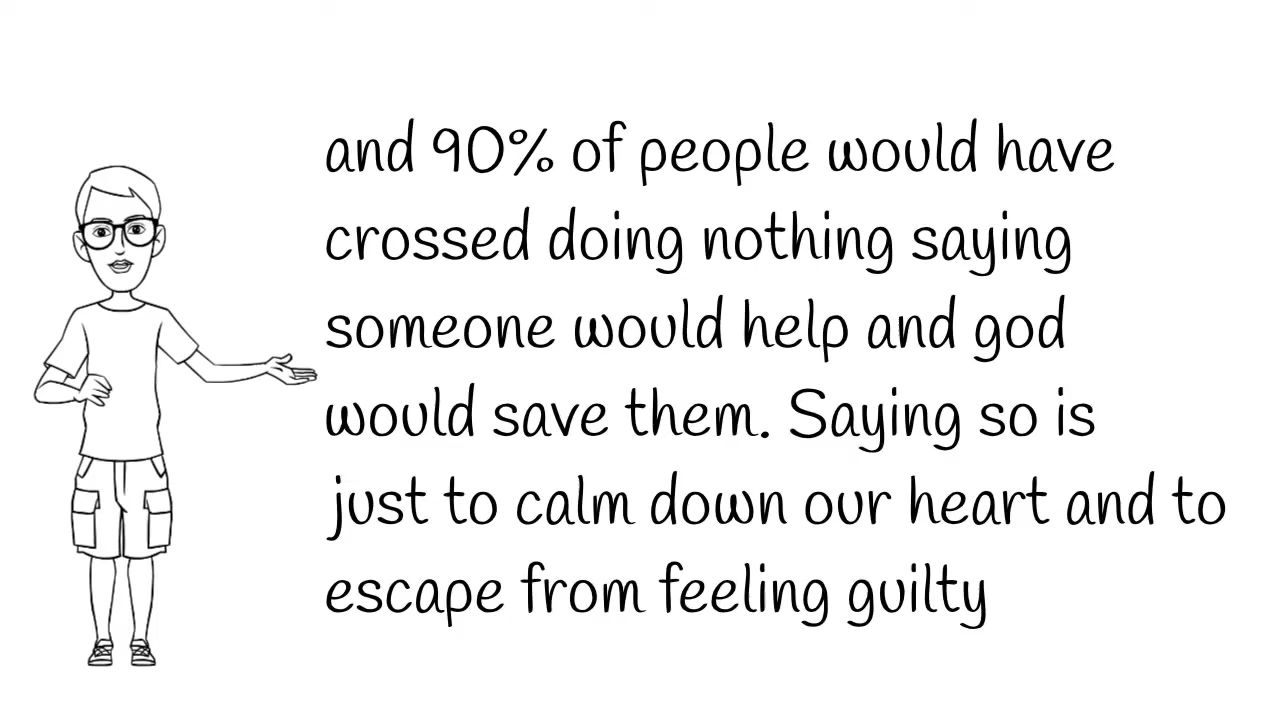 and 90% of people would have
crossed doing nothing saying
someone would help and god
would save them. Saying so is
just to calm down our heart and to
escape from feeling guilty